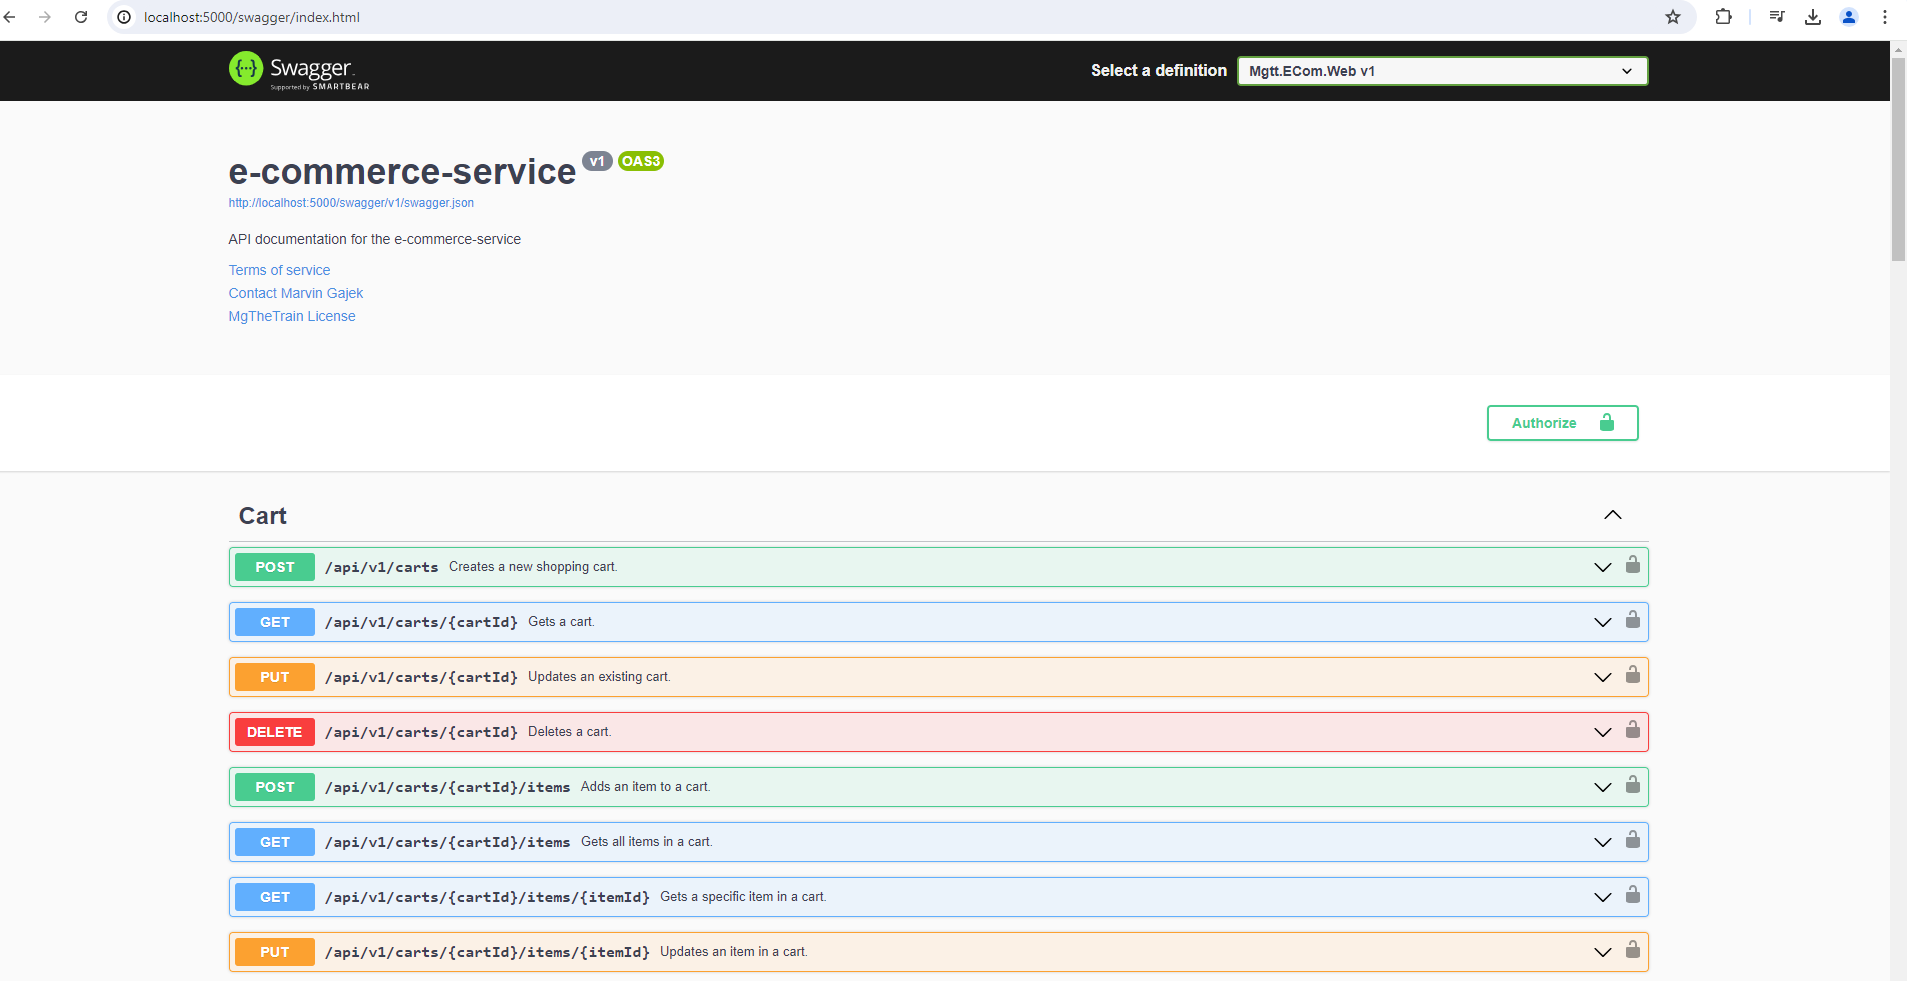 localhost:5000/swagger/index.html
{···} Swagger
Supported by SMARTBEAR
Select a definition
Mgtt.ECom.Web v1
e-commerce-service v1 OAS3
http://localhost:5000/swagger/v1/swagger.json
API documentation for the e-commerce-service
Terms of service
Contact Marvin Gajek
MgTheTrain License
Authorize
Cart
POST /api/v1/carts Creates a new shopping cart.
GET /api/v1/carts/{cartId} Gets a cart.
PUT /api/v1/carts/{cartId} Updates an existing cart.
DELETE /api/v1/carts/{cartId} Deletes a cart.
POST /api/v1/carts/{cartId}/items Adds an item to a cart.
GET /api/v1/carts/{cartId}/items Gets all items in a cart.
GET /api/v1/carts/{cartId}/items/{itemId} Gets a specific item in a cart.
PUT /api/v1/carts/{cartId}/items/{itemId} Updates an item in a cart.